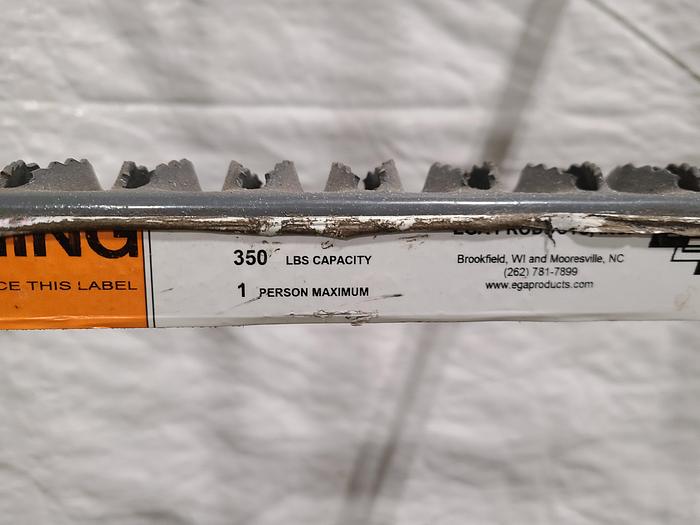 CE THIS LABEL
350 LBS CAPACITY
1 PERSON MAXIMUM
Brookfield, WI and Mooresville, NC
(262) 781-7899
www.egaproducts.com